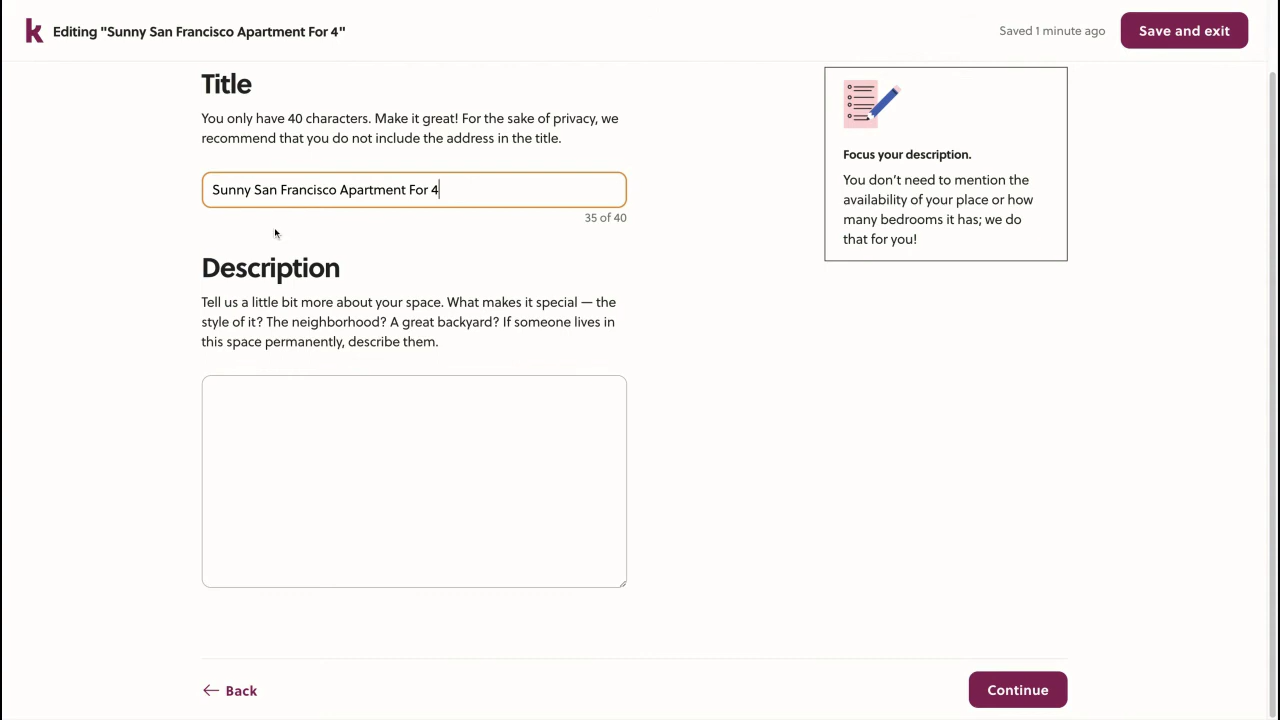 k Editing "Sunny San Francisco Apartment For 4"
Saved 1 minute ago
Save and exit
Title
You only have 40 characters. Make it great! For the sake of privacy, we
recommend that you do not include the address in the title.
Sunny San Francisco Apartment For 4
35 of 40
Description
Tell us a little bit more about your space. What makes it special — the
style of it? The neighborhood? A great backyard? If someone lives in
this space permanently, describe them.
Focus your description.
You don’t need to mention the
availability of your place or how
many bedrooms it has; we do
that for you!
Back
Continue